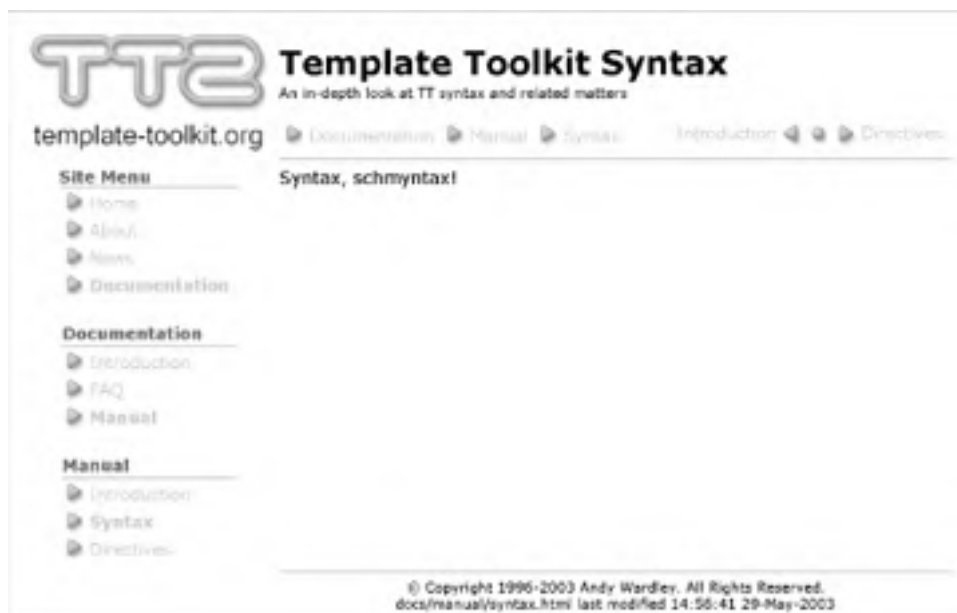 TT2
template-toolkit.org
Template Toolkit Syntax
An in-depth look at TT syntax and related matters
Documentation Manual Syntax Introduction Directives
Site Menu
Home
About
News
Documentation
Documentation
Introduction
FAQ
Manual
Manual
Introduction
Syntax
Directives
Syntax, schmyntax!
© Copyright 1996-2003 Andy Wardley. All Rights Reserved.
docs/manual/syntax.html last modified 14:56:41 29-May-2003